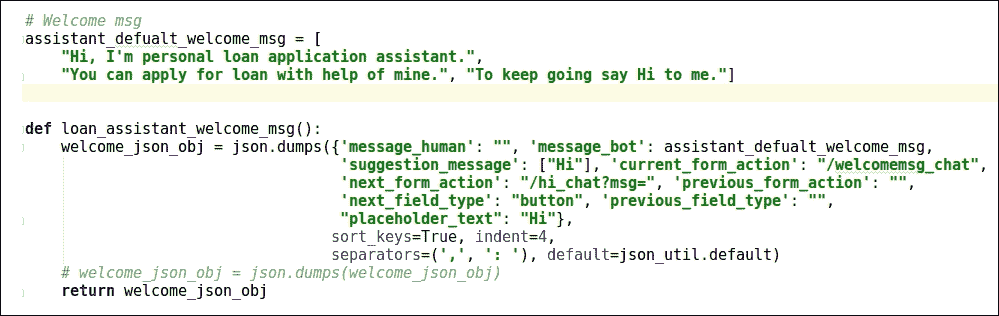 # Welcome msg
assistant_defualt_welcome_msg = [
    "Hi, I'm personal loan application assistant.",
    "You can apply for loan with help of mine.", "To keep going say Hi to me."]
def loan_assistant_welcome_msg():
    welcome_json_obj = json.dumps({'message_human': "", 'message_bot': assistant_defualt_welcome_msg,
                                   'suggestion_message': ["Hi"], 'current_form_action': "/welcomemsg_chat",
                                   'next_form_action': "/hi_chat?msg=", 'previous_form_action': "",
                                   'next_field_type': "button", 'previous_field_type': "",
                                   "placeholder_text": "Hi"},
                                  sort_keys=True, indent=4,
                                  separators=(',', ': '), default=json_util.default)
    # welcome_json_obj = json.dumps(welcome_json_obj)
    return welcome_json_obj